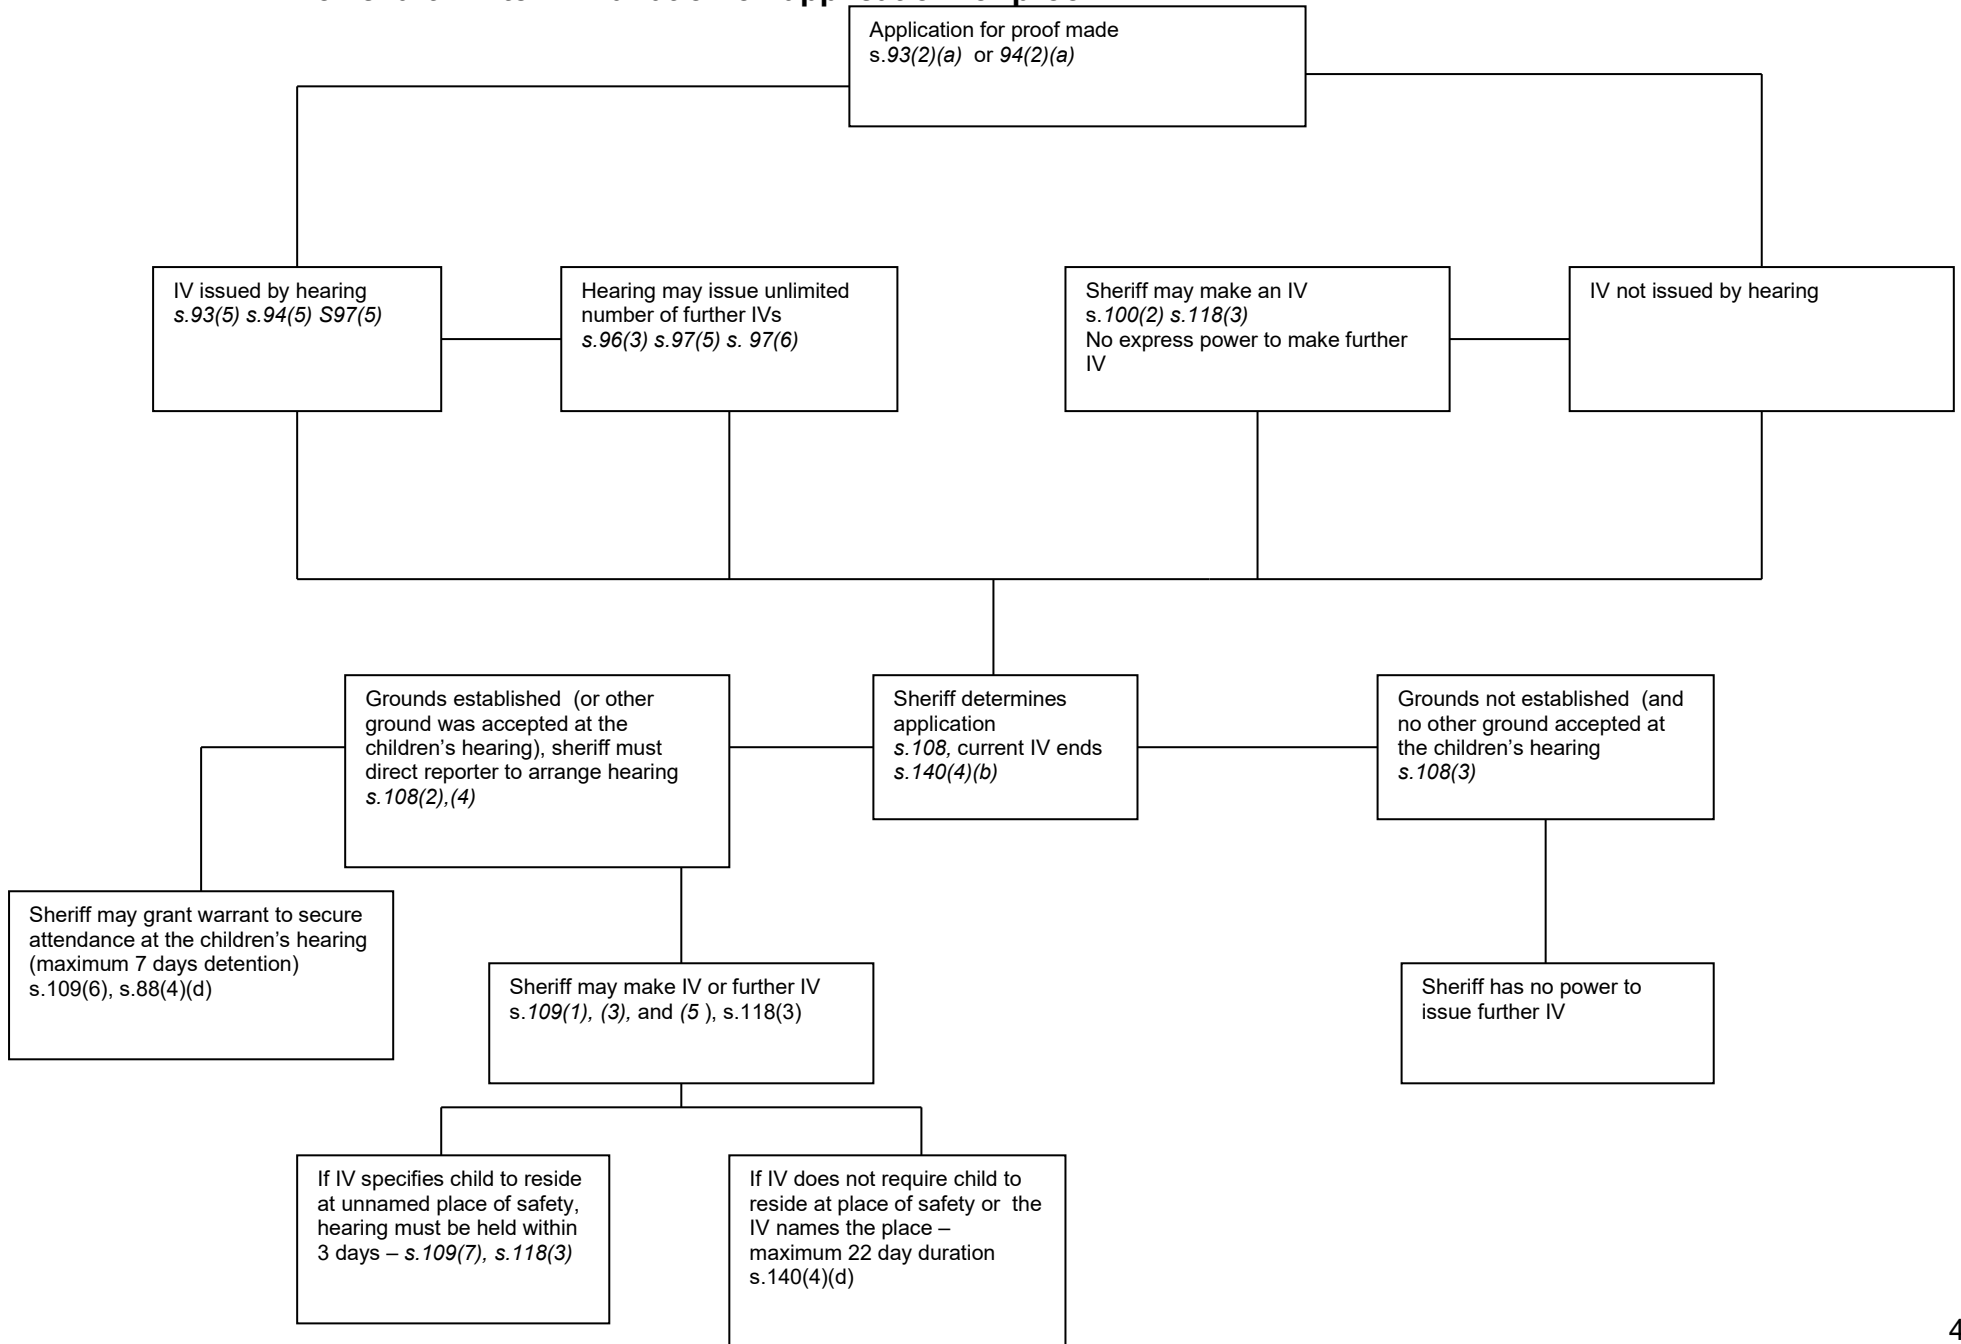 Application for proof made
s.93(2)(a)  or 94(2)(a)
IV issued by hearing
s.93(5) s.94(5) S97(5)
Hearing may issue unlimited
number of further IVs
s.96(3) s.97(5) s. 97(6)
Sheriff may make an IV
s.100(2) s.118(3)
No express power to make further
IV
IV not issued by hearing
Grounds established  (or other
ground was accepted at the
children's hearing), sheriff must
direct reporter to arrange hearing
s.108(2),(4)
Sheriff determines
application
s.108, current IV ends
s.140(4)(b)
Grounds not established  (and
no other ground accepted at
the children's hearing
s.108(3)
Sheriff may grant warrant to secure
attendance at the children's hearing
(maximum 7 days detention)
s.109(6), s.88(4)(d)
Sheriff may make IV or further IV
s.109(1), (3), and (5 ), s.118(3)
Sheriff has no power to
issue further IV
If IV specifies child to reside
at unnamed place of safety,
hearing must be held within
3 days – s.109(7), s.118(3)
If IV does not require child to
reside at place of safety or  the
IV names the place –
maximum 22 day duration
s.140(4)(d)
4